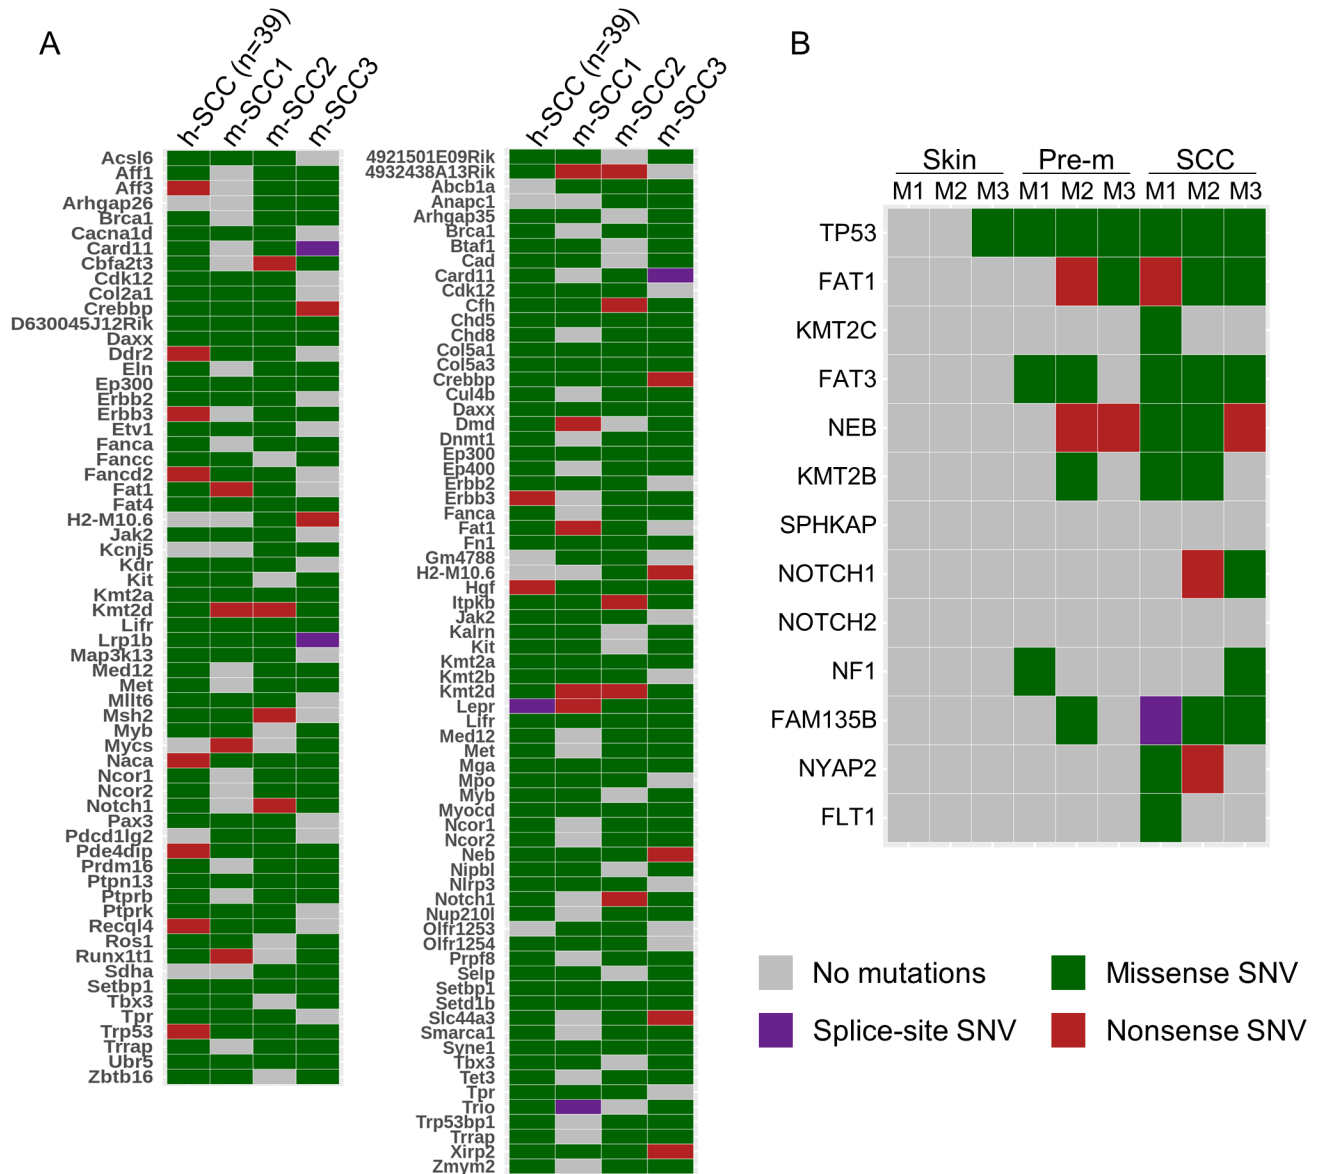 A
h-SCC (n=39)
m-SCC1
m-SCC2
m-SCC3
Acsl6
Aff1
Aff3
Arhgap26
Brca1
Cacna1d
Card11
Cbfa2t3
Cdk12
Col2a1
Crebbp
D630045J12Rik
Daxx
Ddr2
Eln
Ep300
Erbb2
Erbb3
Etv1
Fanca
Fancc
Fancd2
Fat1
Fat4
H2-M10.6
Jak2
Kcnj5
Kdr
Kit
Kmt2a
Kmt2d
Lifr
Lrp1b
Map3k13
Med12
Met
Mllt6
Msh2
Myb
Mycs
Naca
Ncor1
Ncor2
Notch1
Pax3
Pdcd1lg2
Pde4dip
Prdm16
Ptpn13
Ptprb
Ptprk
Recql4
Ros1
Runx1t1
Sdha
Setbp1
Tbx3
Tpr
Trp53
Trrap
Ubr5
Zbtb16
h-SCC (n=39)
m-SCC1
m-SCC2
m-SCC3
4921501E09Rik
4932438A13Rik
Abcb1a
Anapc1
Arhgap35
Brca1
Btaf1
Cad
Card11
Cdk12
Cfh
Chd5
Chd8
Col5a1
Col5a3
Crebbp
Cul4b
Daxx
Dmd
Dnmt1
Ep300
Ep400
Erbb2
Erbb3
Fanca
Fat1
Fn1
Gm4788
H2-M10.6
Hgf
Itpkb
Jak2
Kalrn
Kit
Kmt2a
Kmt2b
Kmt2d
Lepr
Lifr
Med12
Met
Mga
Mpo
Myb
Myocd
Ncor1
Ncor2
Neb
Nipbl
Nlrp3
Notch1
Nup210l
Olfr1253
Olfr1254
Prpf8
Selp
Setbp1
Setd1b
Slc44a3
Smarca1
Syne1
Tbx3
Tet3
Tpr
Trio
Trp53bp1
Trrap
Xirp2
Zmym2
B
Skin Pre-m SCC
M1 M2 M3 M1 M2 M3 M1 M2 M3
TP53
FAT1
KMT2C
FAT3
NEB
KMT2B
SPHKAP
NOTCH1
NOTCH2
NF1
FAM135B
NYAP2
FLT1
No mutations Missense SNV
Splice-site SNV Nonsense SNV